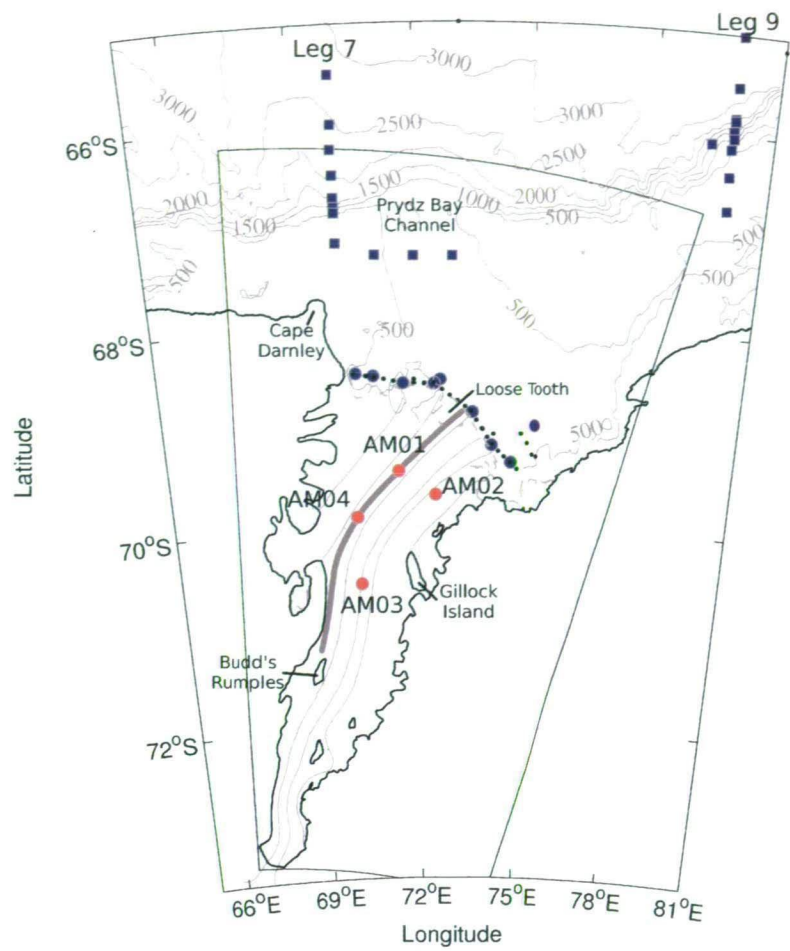 Leg 9
Leg 7
3000
3000
3000
2500
2500
66°S
1500
2000
1000
2000
1500
500
Prydz Bay
Channel
500
500
500
500
500
68°S
Cape
Darnley
Loose Tooth
500
AM01
AM02
AM04
70°S
AM03
Gillock
Island
Budd's
Rumples
72°S
66°E
69°E
72°E
75°E
78°E
81°E
Latitude
Longitude